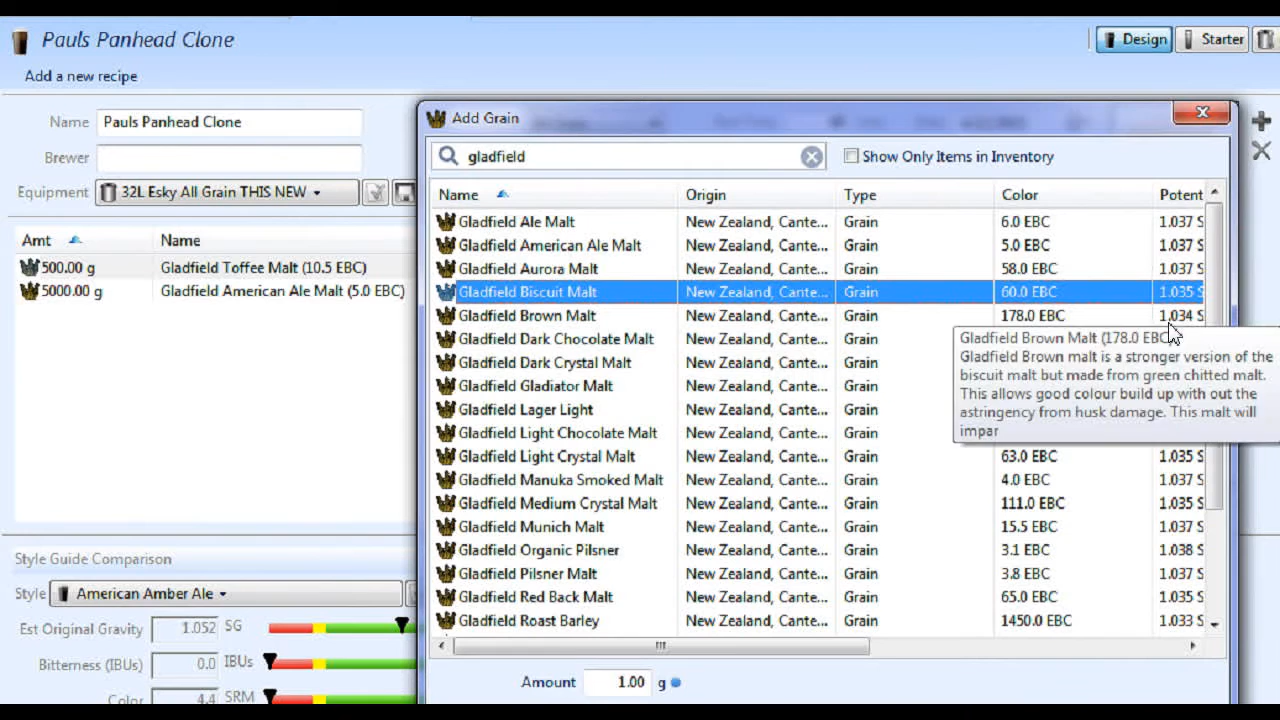 Pauls Panhead Clone
Design
Starter
Add a new recipe
Name Pauls Panhead Clone
Brewer
Equipment 32L Esky All Grain THIS NEW
Amt Name
500.00 g Gladfield Toffee Malt (10.5 EBC)
5000.00 g Gladfield American Ale Malt (5.0 EBC)
Style Guide Comparison
Style American Amber Ale
Est Original Gravity 1.052 SG
Bitterness (IBUs) 0.0 IBUs
Color 4.4 SRM
Add Grain
gladfield
Show Only Items in Inventory
Name Origin Type Color Potent
Gladfield Ale Malt New Zealand, Cante... Grain 6.0 EBC 1.037 S
Gladfield American Ale Malt New Zealand, Cante... Grain 5.0 EBC 1.037 S
Gladfield Aurora Malt New Zealand, Cante... Grain 58.0 EBC 1.037 S
Gladfield Biscuit Malt New Zealand, Cante... Grain 60.0 EBC 1.035 S
Gladfield Brown Malt New Zealand, Cante... Grain 178.0 EBC 1.034 S
Gladfield Dark Chocolate Malt New Zealand, Cante... Grain
Gladfield Dark Crystal Malt New Zealand, Cante... Grain
Gladfield Gladiator Malt New Zealand, Cante... Grain
Gladfield Lager Light New Zealand, Cante... Grain
Gladfield Light Chocolate Malt New Zealand, Cante... Grain
Gladfield Light Crystal Malt New Zealand, Cante... Grain 63.0 EBC 1.035 S
Gladfield Manuka Smoked Malt New Zealand, Cante... Grain 4.0 EBC 1.037 S
Gladfield Medium Crystal Malt New Zealand, Cante... Grain 111.0 EBC 1.035 S
Gladfield Munich Malt New Zealand, Cante... Grain 15.5 EBC 1.037 S
Gladfield Organic Pilsner New Zealand, Cante... Grain 3.1 EBC 1.038 S
Gladfield Pilsner Malt New Zealand, Cante... Grain 3.8 EBC 1.037 S
Gladfield Red Back Malt New Zealand, Cante... Grain 65.0 EBC 1.035 S
Gladfield Roast Barley New Zealand, Cante... Grain 1450.0 EBC 1.033 S
Gladfield Brown Malt (178.0 EBC
Gladfield Brown malt is a stronger version of the
biscuit malt but made from green chitted malt.
This allows good colour build up with out the
astringency from husk damage. This malt will
impar
Amount 1.00 g